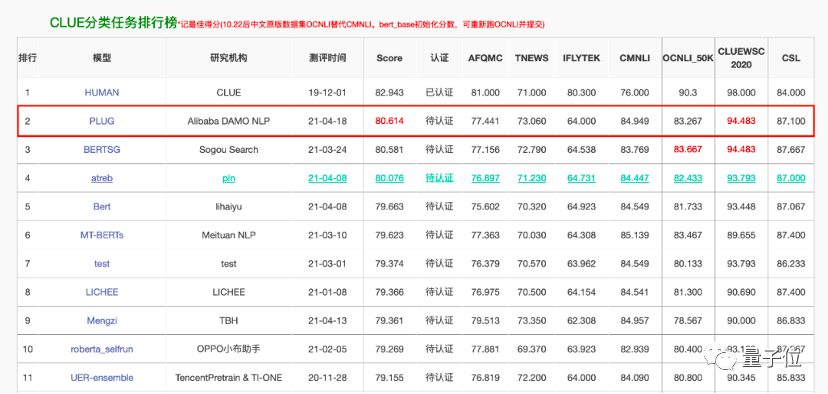 CLUE分类任务排行榜*记最佳得分(10.22后中文原版数据集OCNLI替代CMNLI，bert_base初始化分数，可重新跑OCNLI并提交)
排行 模型 研究机构 测评时间 Score 认证 AFQMC TNEWS IFLYTEK CMNLI OCNLI_50K CLUEWSC 2020 CSL
1 HUMAN CLUE 19-12-01 82.943 已认证 81.000 71.000 80.300 76.000 90.3 98.000 84.000
2 PLUG Alibaba DAMO NLP 21-04-18 80.614 待认证 77.441 73.060 64.000 84.949 83.267 94.483 87.100
3 BERTSG Sogou Search 21-03-24 80.581 待认证 77.156 72.790 64.538 83.769 83.667 94.483 87.667
4 atreb pin 21-04-08 80.076 待认证 76.897 71.230 64.731 84.447 82.433 93.793 87.000
5 Bert lihaiyu 21-04-08 79.663 待认证 75.602 70.320 64.923 84.549 81.733 93.448 87.067
6 MT-BERTs Meituan NLP 21-03-10 79.623 待认证 77.363 70.030 64.308 85.139 83.467 89.655 87.400
7 test test 21-03-01 79.374 待认证 76.379 70.570 63.962 84.549 80.133 93.793 86.233
8 LICHEE LICHEE 21-01-08 79.366 待认证 76.975 70.500 64.154 84.541 81.300 90.690 87.400
9 Mengzi TBH 21-04-13 79.361 待认证 79.513 73.350 62.308 84.957 78.567 90.000 86.833
10 roberta_selfrun OPPO小布助手 21-02-05 79.269 待认证 77.881 69.370 63.923 82.939 80.400
11 UER-ensemble TencentPretrain & TI-ONE 20-11-28 79.155 待认证 76.819 72.200 64.000 84.090 80.800 90.345 85.833
量子位